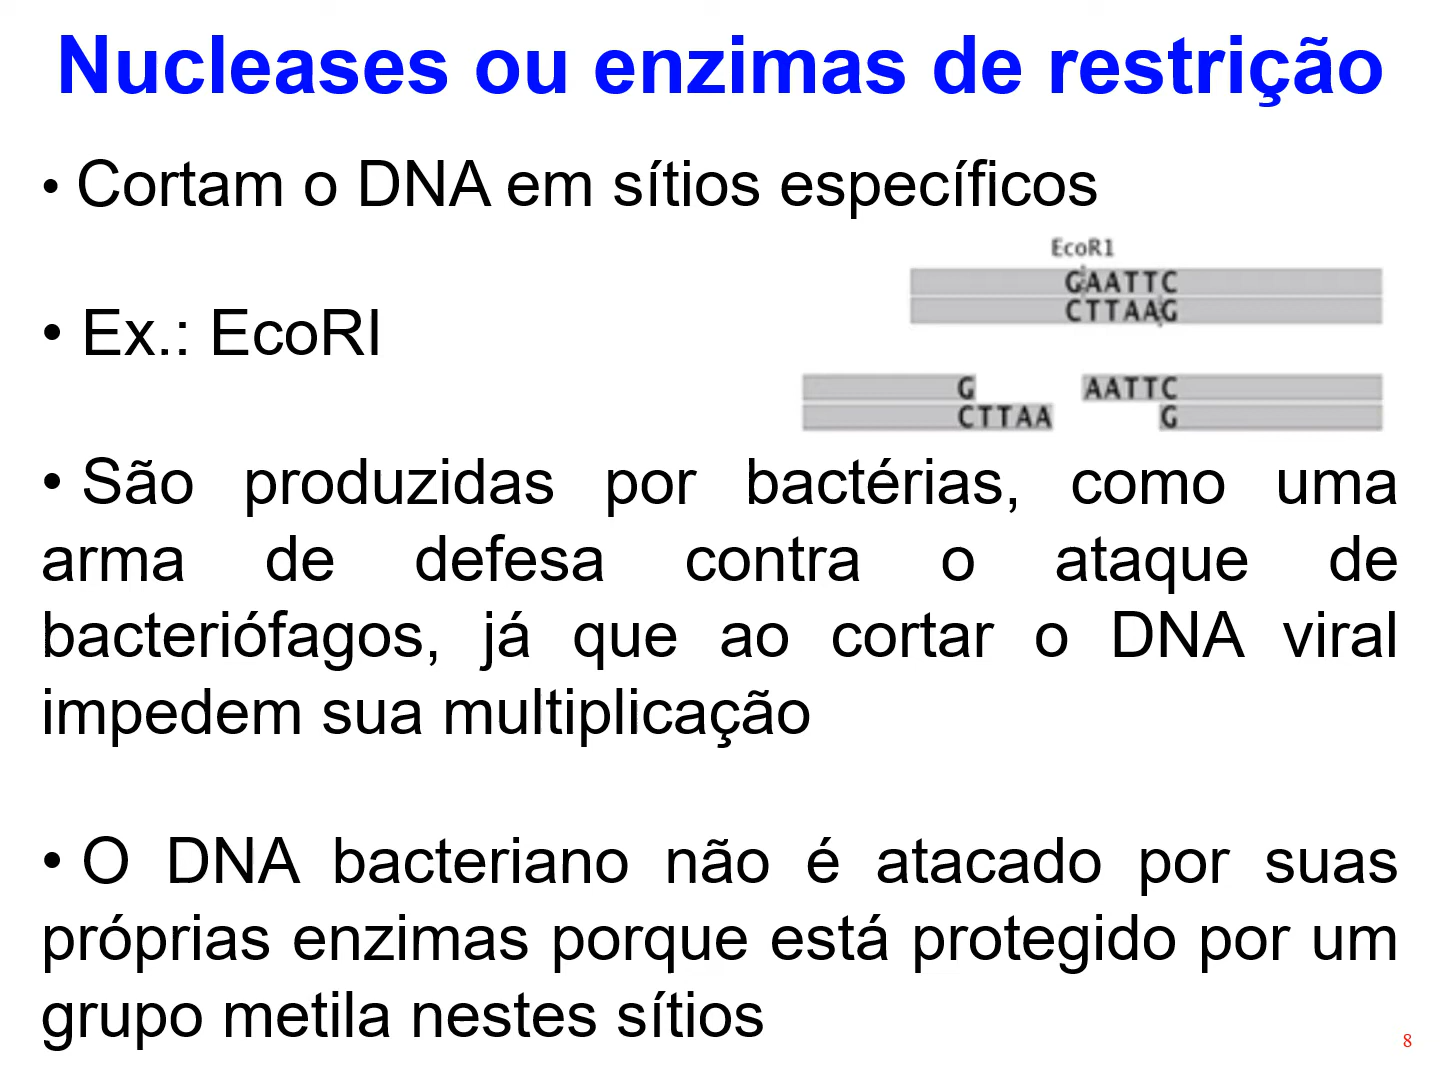 Nucleases ou enzimas de restrição
• Cortam o DNA em sítios específicos
EcoR1
GAATTC
CTTAAG
• Ex.: EcoRI
G AATTC
CTTAA G
• São produzidas por bactérias, como uma
arma de defesa contra o ataque de
bacteriófagos, já que ao cortar o DNA viral
impedem sua multiplicação
• O DNA bacteriano não é atacado por suas
próprias enzimas porque está protegido por um
grupo metila nestes sítios
8